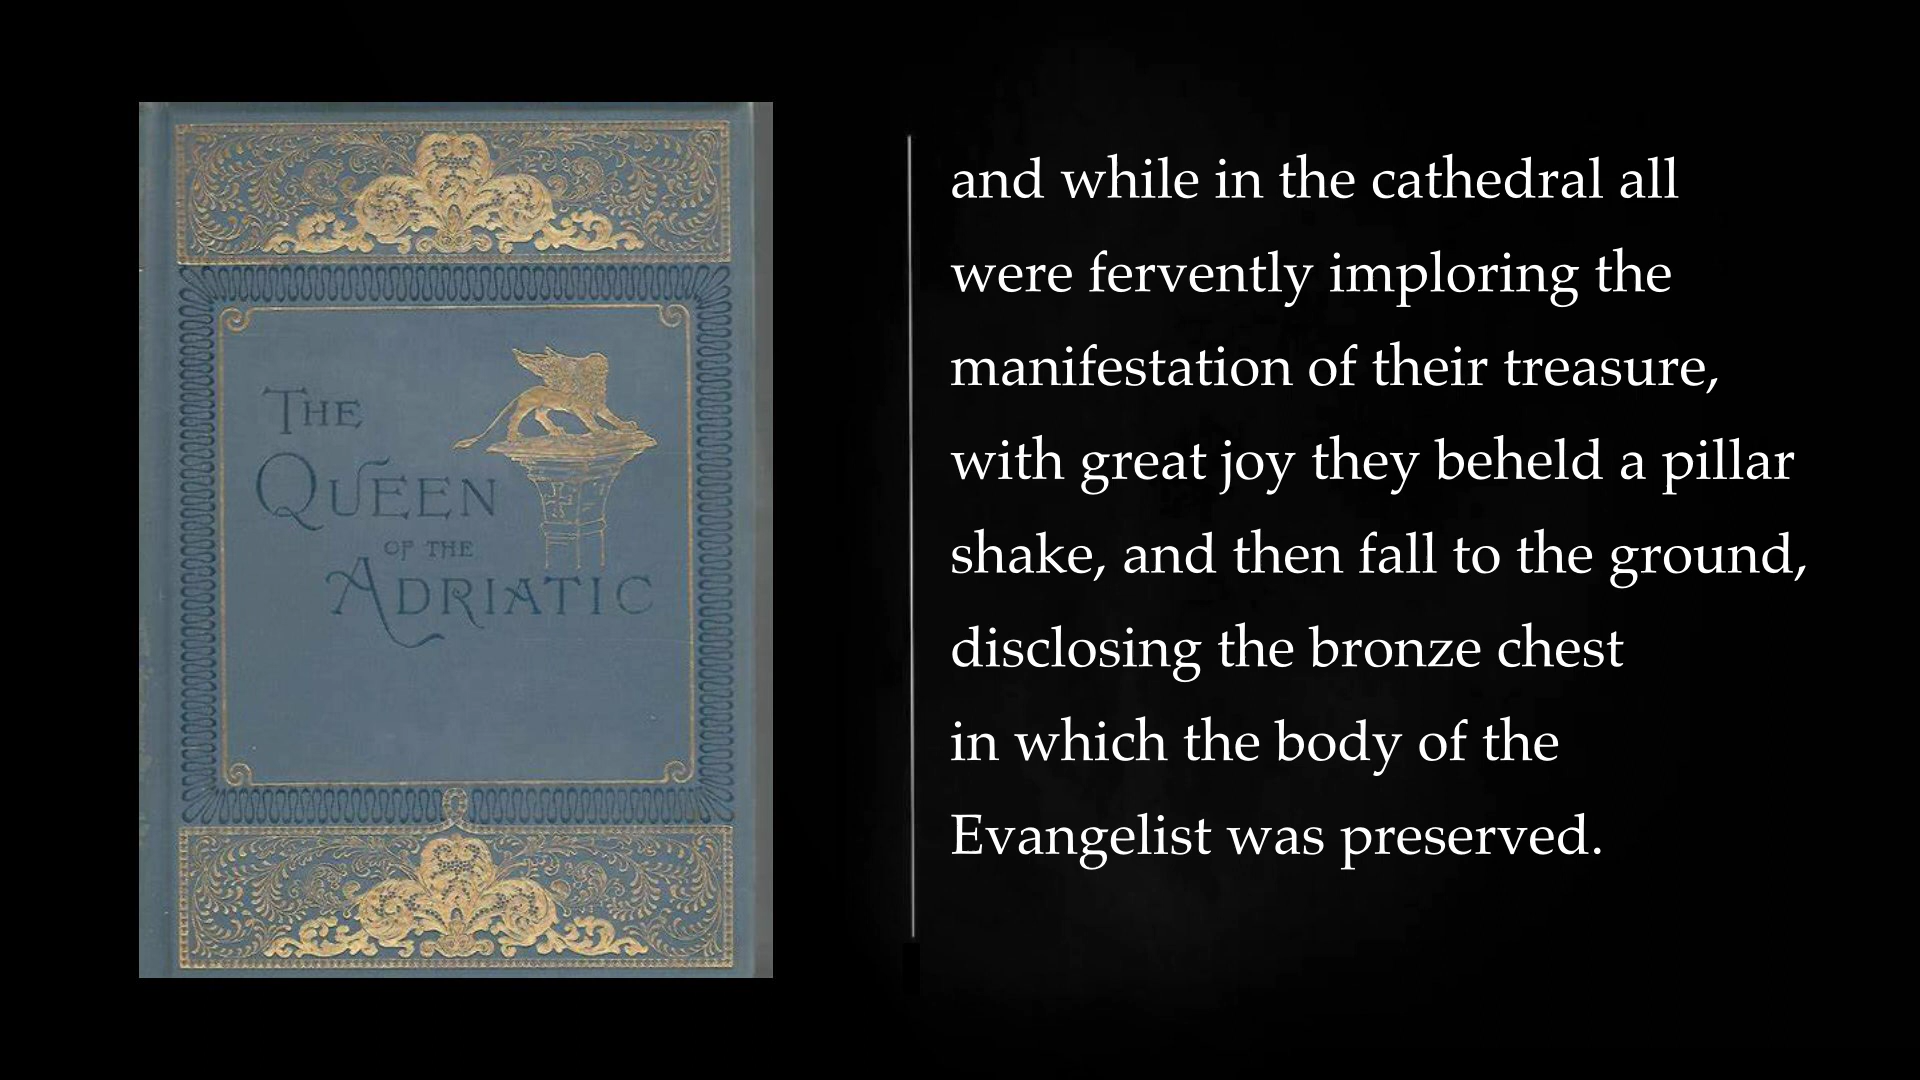 THE
QUEEN
OF THE
ADRIATIC
and while in the cathedral all
were fervently imploring the
manifestation of their treasure,
with great joy they beheld a pillar
shake, and then fall to the ground,
disclosing the bronze chest
in which the body of the
Evangelist was preserved.